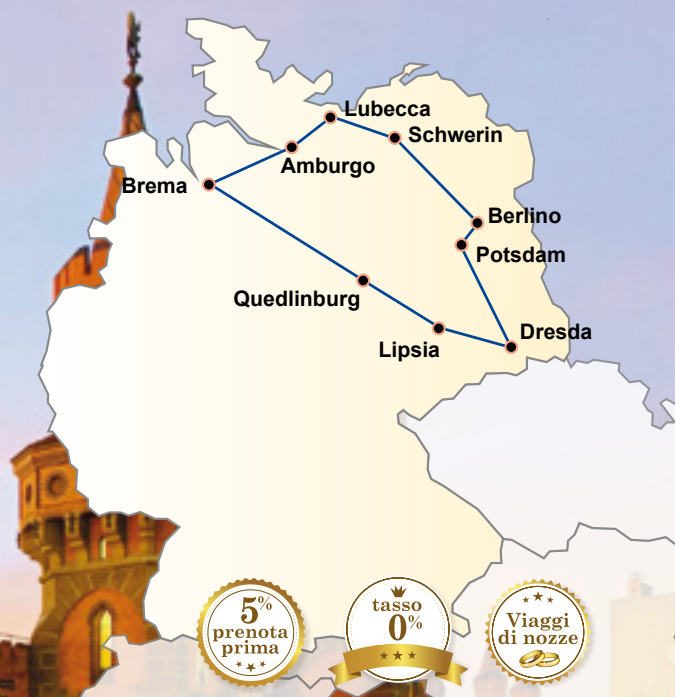 Lubecca
Schwerin
Amburgo
Brema
Berlino
Potsdam
Quedlinburg
Dresda
Lipsia
5%
prenota
prima
tasso
0%
Viaggi
di nozze